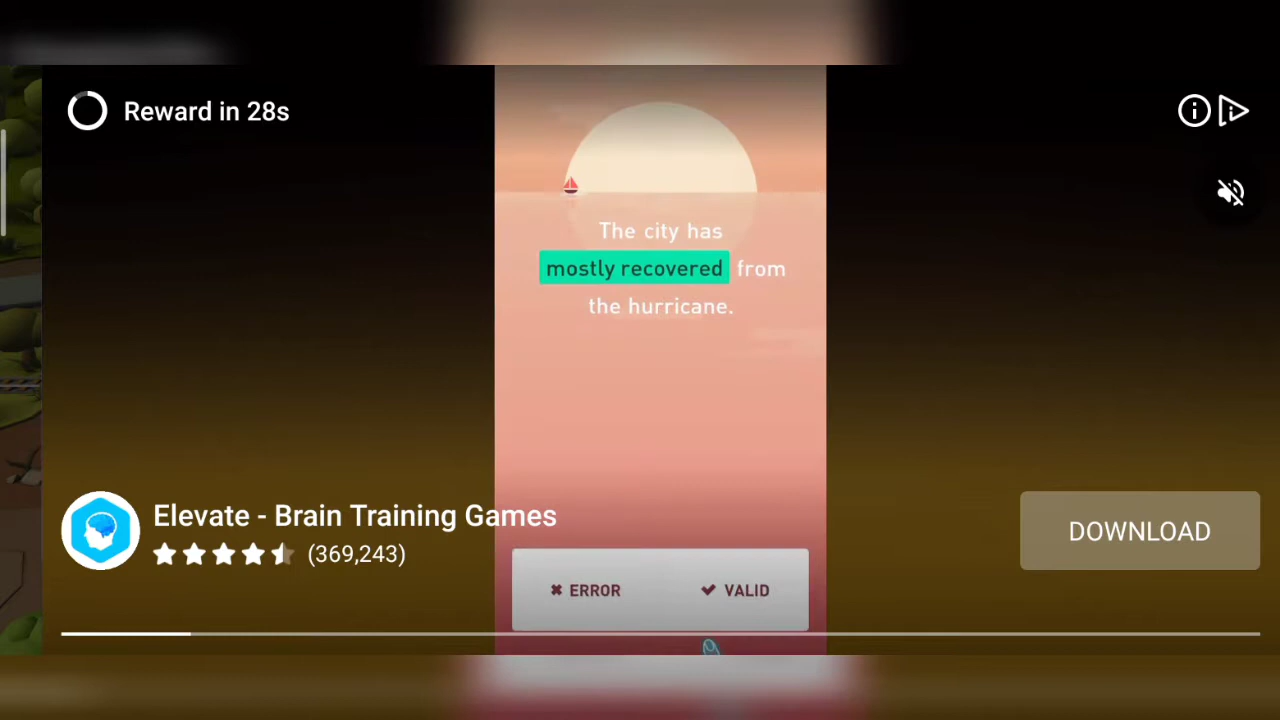 Reward in 28s
The city has
mostly recovered from
the hurricane.
Elevate - Brain Training Games
(369,243)
DOWNLOAD
ERROR
VALID